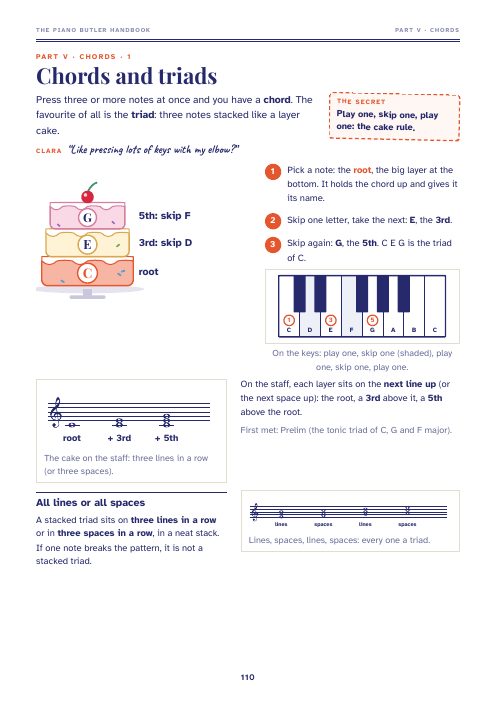 THE PIANO BUTLER HANDBOOK
PART V · CHORDS
PART V · CHORDS · 1
Chords and triads
Press three or more notes at once and you have a chord. The
favourite of all is the triad: three notes stacked like a layer
cake.
THE SECRET
Play one, skip one, play
one: the cake rule.
CLARA "Like pressing lots of keys with my elbow?"
G
5th: skip F
E
3rd: skip D
C
root
1 Pick a note: the root, the big layer at the
bottom. It holds the chord up and gives it
its name.
2 Skip one letter, take the next: E, the 3rd.
3 Skip again: G, the 5th. C E G is the triad
of C.
1 3 5
C D E F G A B C
On the keys: play one, skip one (shaded), play
one, skip one, play one.
root + 3rd + 5th
The cake on the staff: three lines in a row
(or three spaces).
On the staff, each layer sits on the next line up (or
the next space up): the root, a 3rd above it, a 5th
above the root.
First met: Prelim (the tonic triad of C, G and F major).
All lines or all spaces
A stacked triad sits on three lines in a row
or in three spaces in a row, in a neat stack.
If one note breaks the pattern, it is not a
stacked triad.
lines spaces lines spaces
Lines, spaces, lines, spaces: every one a triad.
110